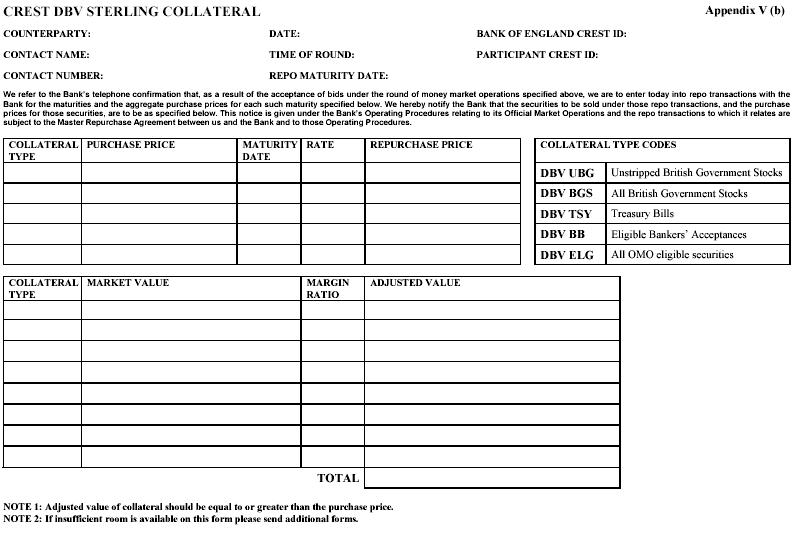 CREST DBV STERLING COLLATERAL
Appendix V (b)
COUNTERPARTY: DATE: BANK OF ENGLAND CREST ID:
CONTACT NAME: TIME OF ROUND: PARTICIPANT CREST ID:
CONTACT NUMBER: REPO MATURITY DATE:
We refer to the Bank's telephone confirmation that, as a result of the acceptance of bids under the round of money market operations specified above, we are to enter today into repo transactions with the
Bank for the maturities and the aggregate purchase prices for each such maturity specified below. We hereby notify the Bank that the securities to be sold under those repo transactions, and the purchase
prices for those securities, are to be as specified below. This notice is given under the Bank's Operating Procedures relating to its Official Market Operations and the repo transactions to which it relates are
subject to the Master Repurchase Agreement between us and the Bank and to those Operating Procedures.
COLLATERAL TYPE PURCHASE PRICE MATURITY DATE RATE REPURCHASE PRICE
COLLATERAL TYPE CODES
DBV UBG Unstripped British Government Stocks
DBV BGS All British Government Stocks
DBV TSY Treasury Bills
DBV BB Eligible Bankers' Acceptances
DBV ELG All OMO eligible securities
COLLATERAL TYPE MARKET VALUE MARGIN RATIO ADJUSTED VALUE
TOTAL
NOTE 1: Adjusted value of collateral should be equal to or greater than the purchase price.
NOTE 2: If insufficient room is available on this form please send additional forms.